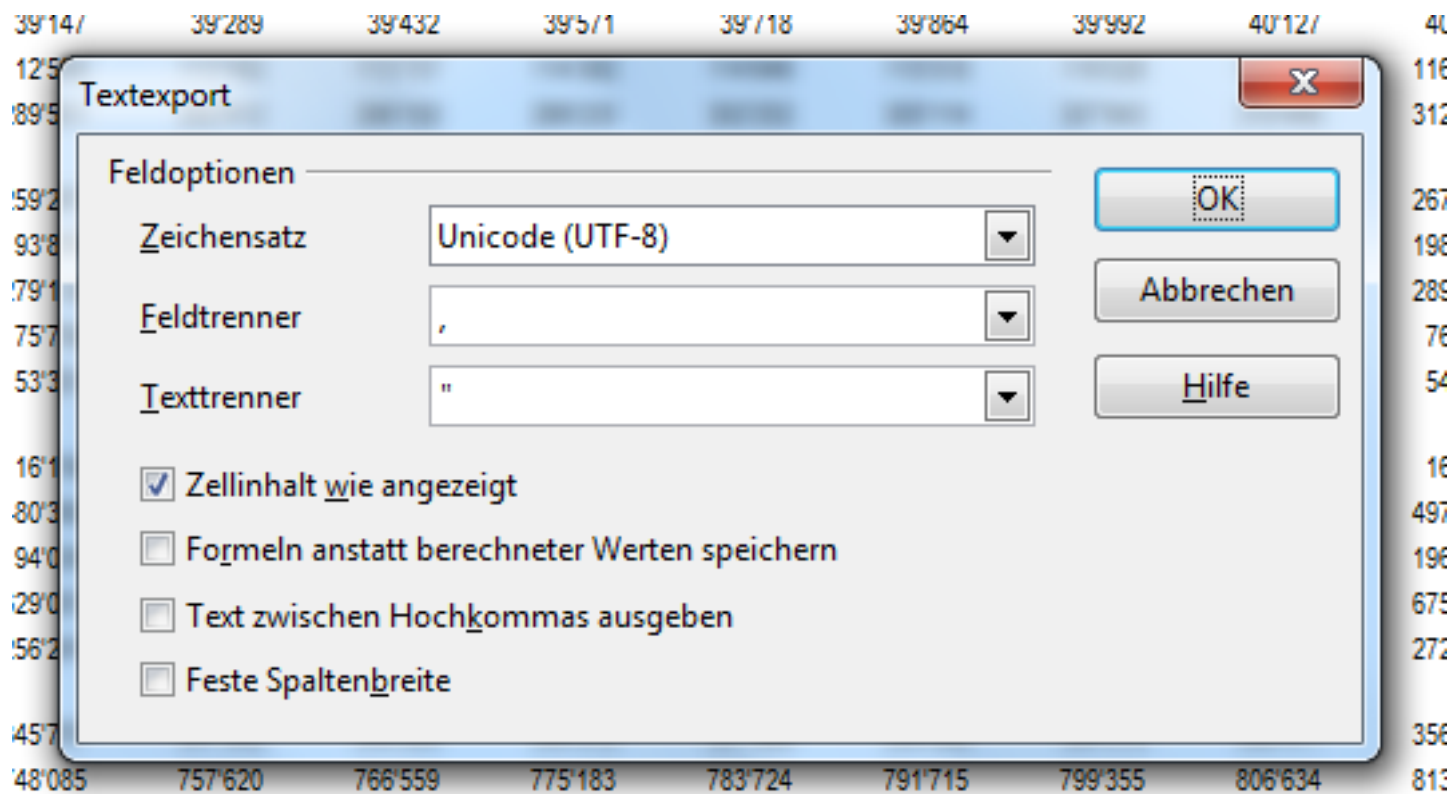 39'147 39'289 39'432 39'571 39'718 39'864 39'992 40'127
Textexport
Feldoptionen
Zeichensatz Unicode (UTF-8)
Feldtrenner ,
Texttrenner "
Zellinhalt wie angezeigt
Formeln anstatt berechneter Werten speichern
Text zwischen Hochkommas ausgeben
Feste Spaltenbreite
OK
Abbrechen
Hilfe
757'620 766'559 775'183 783'724 791'715 799'355 806'634